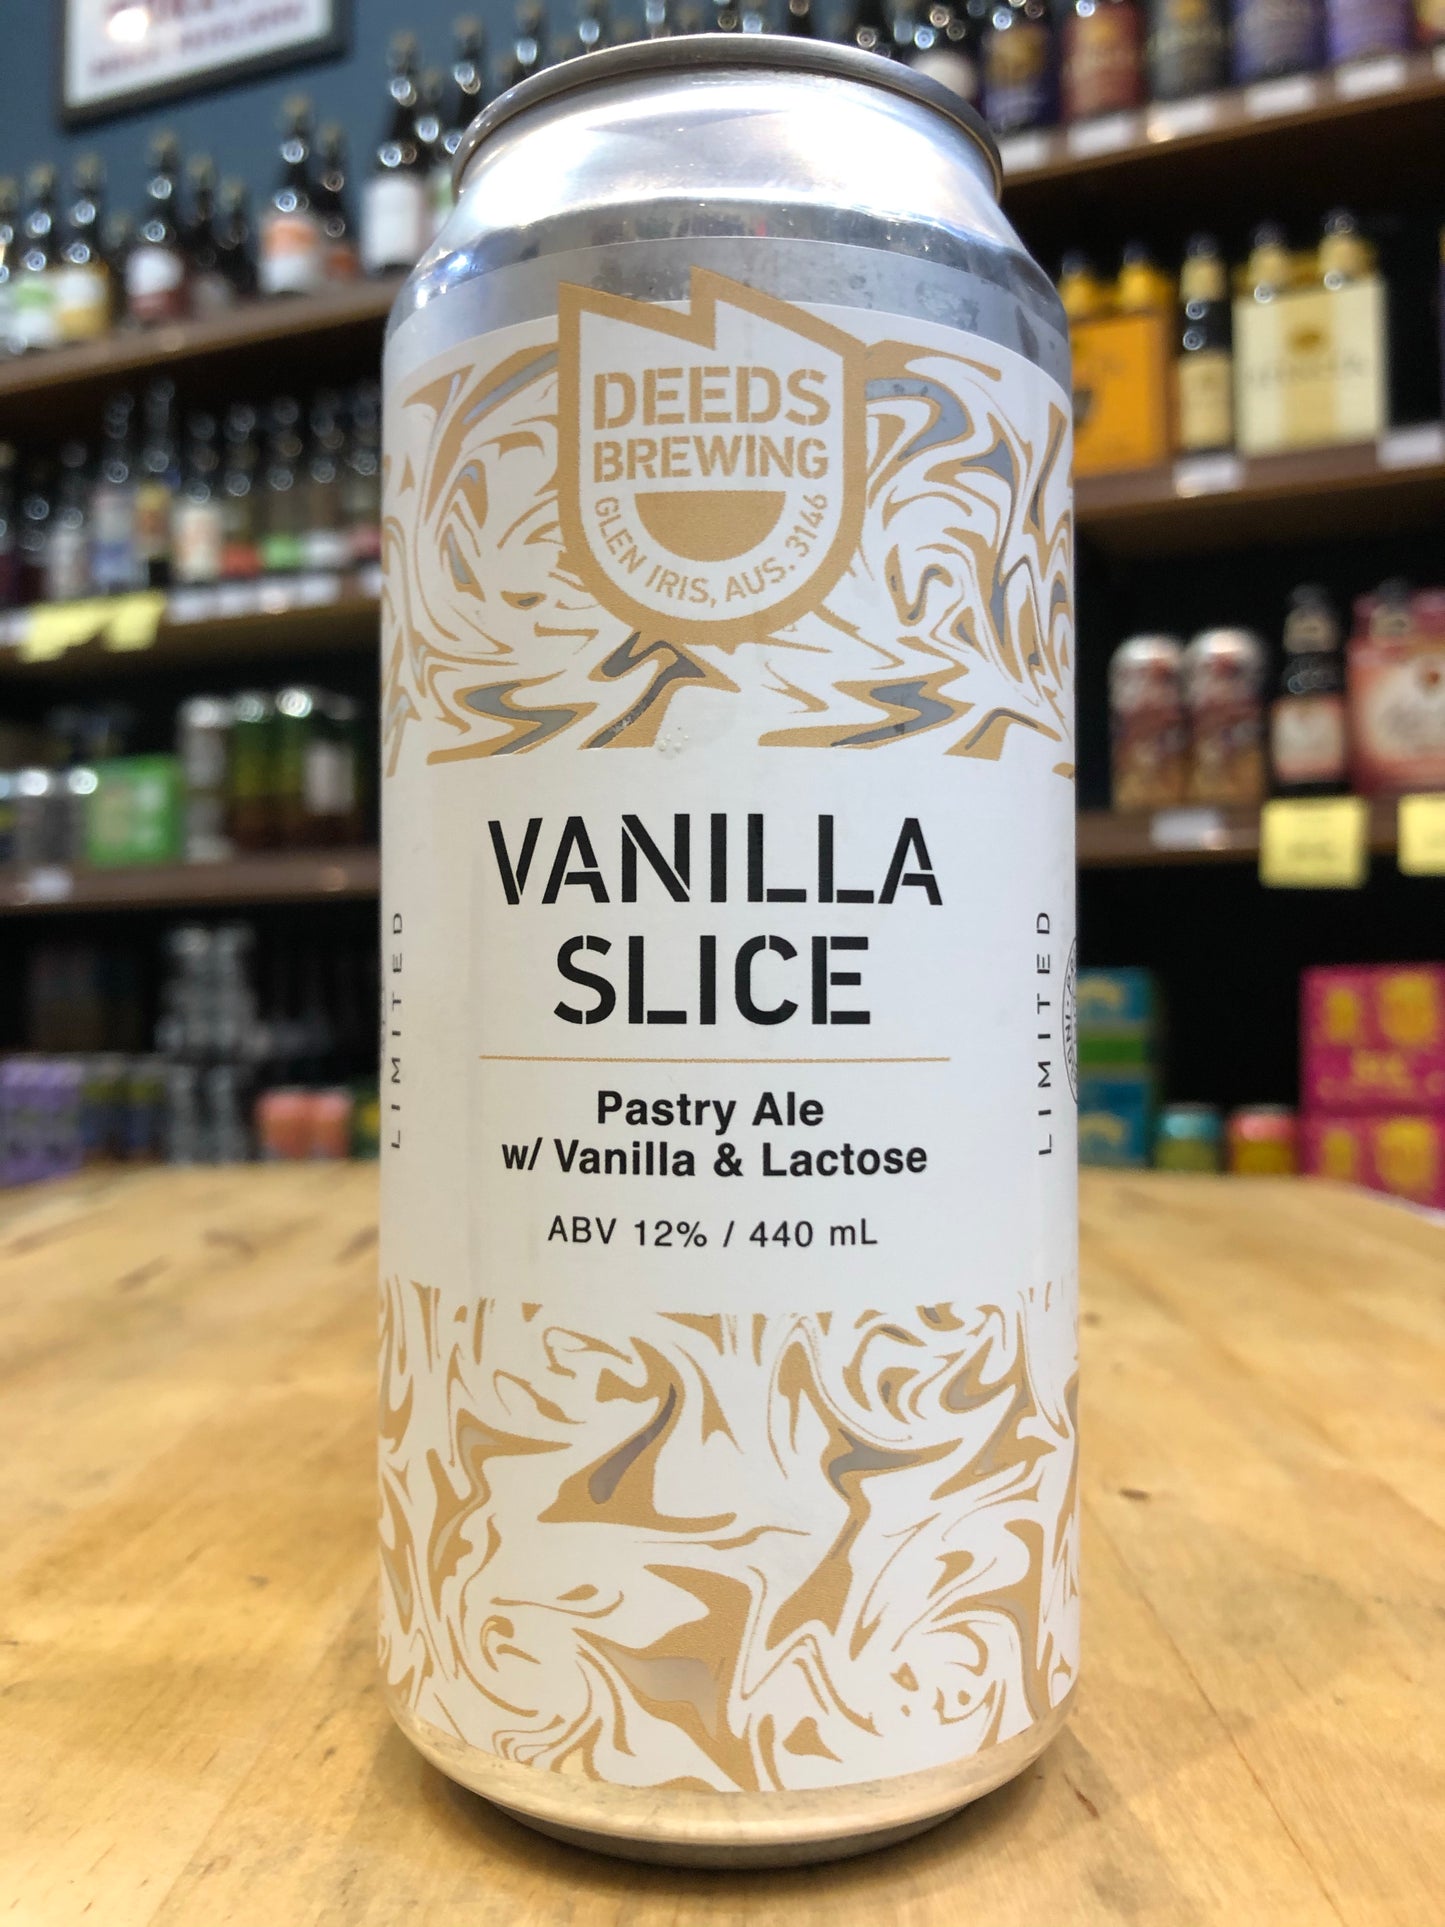 DEEDS
BREWING
GLEN IRIS, AUS. 3146
VANILLA
SLICE
Pastry Ale
w/ Vanilla & Lactose
ABV 12% / 440 mL
LIMITED
LIMITED